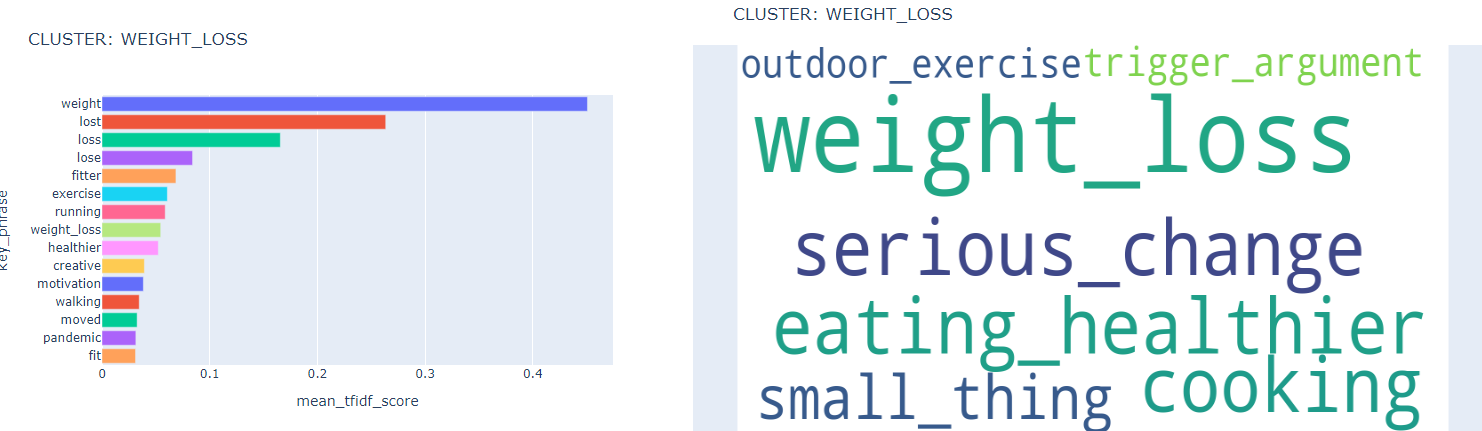 CLUSTER: WEIGHT_LOSS
weight
lost
loss
lose
fitter
exercise
running
weight_loss
healthier
creative
motivation
walking
moved
pandemic
fit
key_phrase
0 0.1 0.2 0.3 0.4
mean_tfidf_score
CLUSTER: WEIGHT_LOSS
outdoor_exercise trigger_argument
weight_loss
serious_change
eating_healthier
small_thing cooking